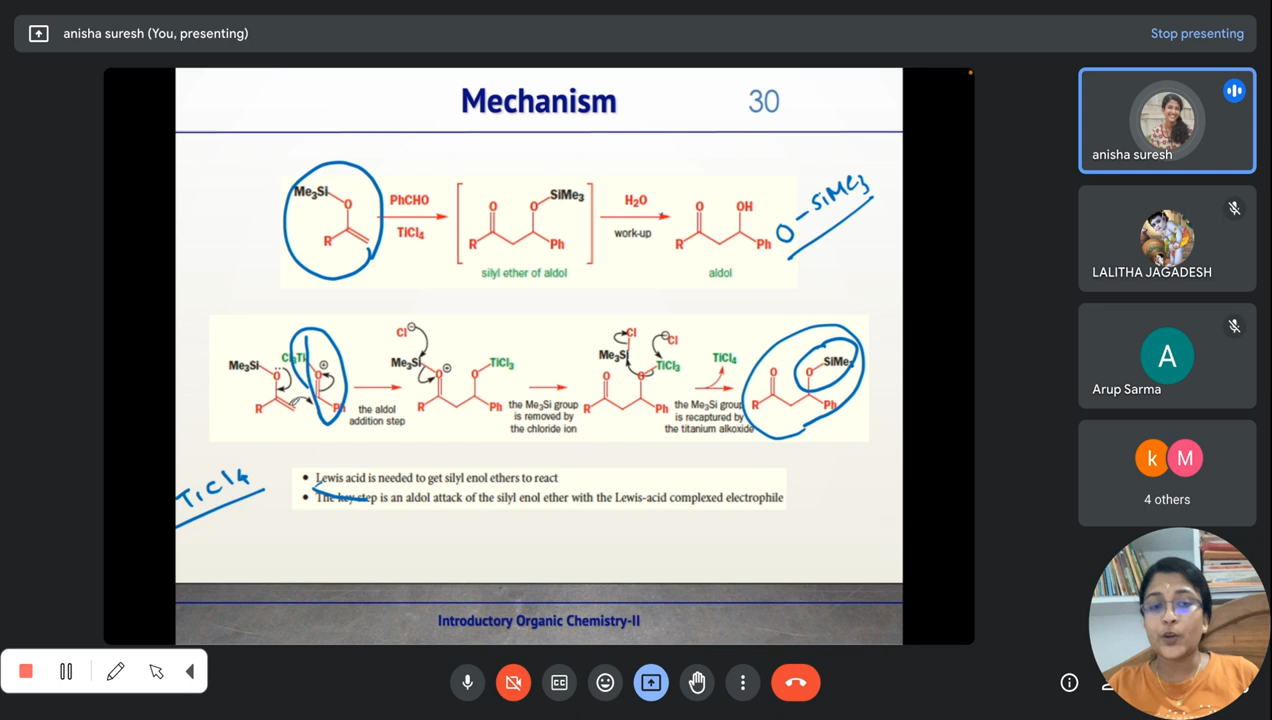 anisha suresh (You, presenting)
Stop presenting
Mechanism
30
Me₃Si
O
R
PhCHO
TiCl₄
O
O
SiMe₃
R
Ph
silyl ether of aldol
H₂O
work-up
O
OH
R
Ph
aldol
O - SiMe₃
Me₃Si
O
R
Cl₃Ti
O
Ph
the aldol
addition step
Cl
Me₃Si
O
O
TiCl₃
R
Ph
the Me₃Si group
is removed by
the chloride ion
Cl
Cl
Me₃Si
O
O
TiCl₃
R
Ph
TiCl₄
the Me₃Si group
is recaptured by
the titanium alkoxide
O
O
SiMe₃
R
Ph
TiCl₄
• Lewis acid is needed to get silyl enol ethers to react
• The key step is an aldol attack of the silyl enol ether with the Lewis-acid complexed electrophile
Introductory Organic Chemistry-II
anisha suresh
LALITHA JAGADESH
A
Arup Sarma
k
M
4 others